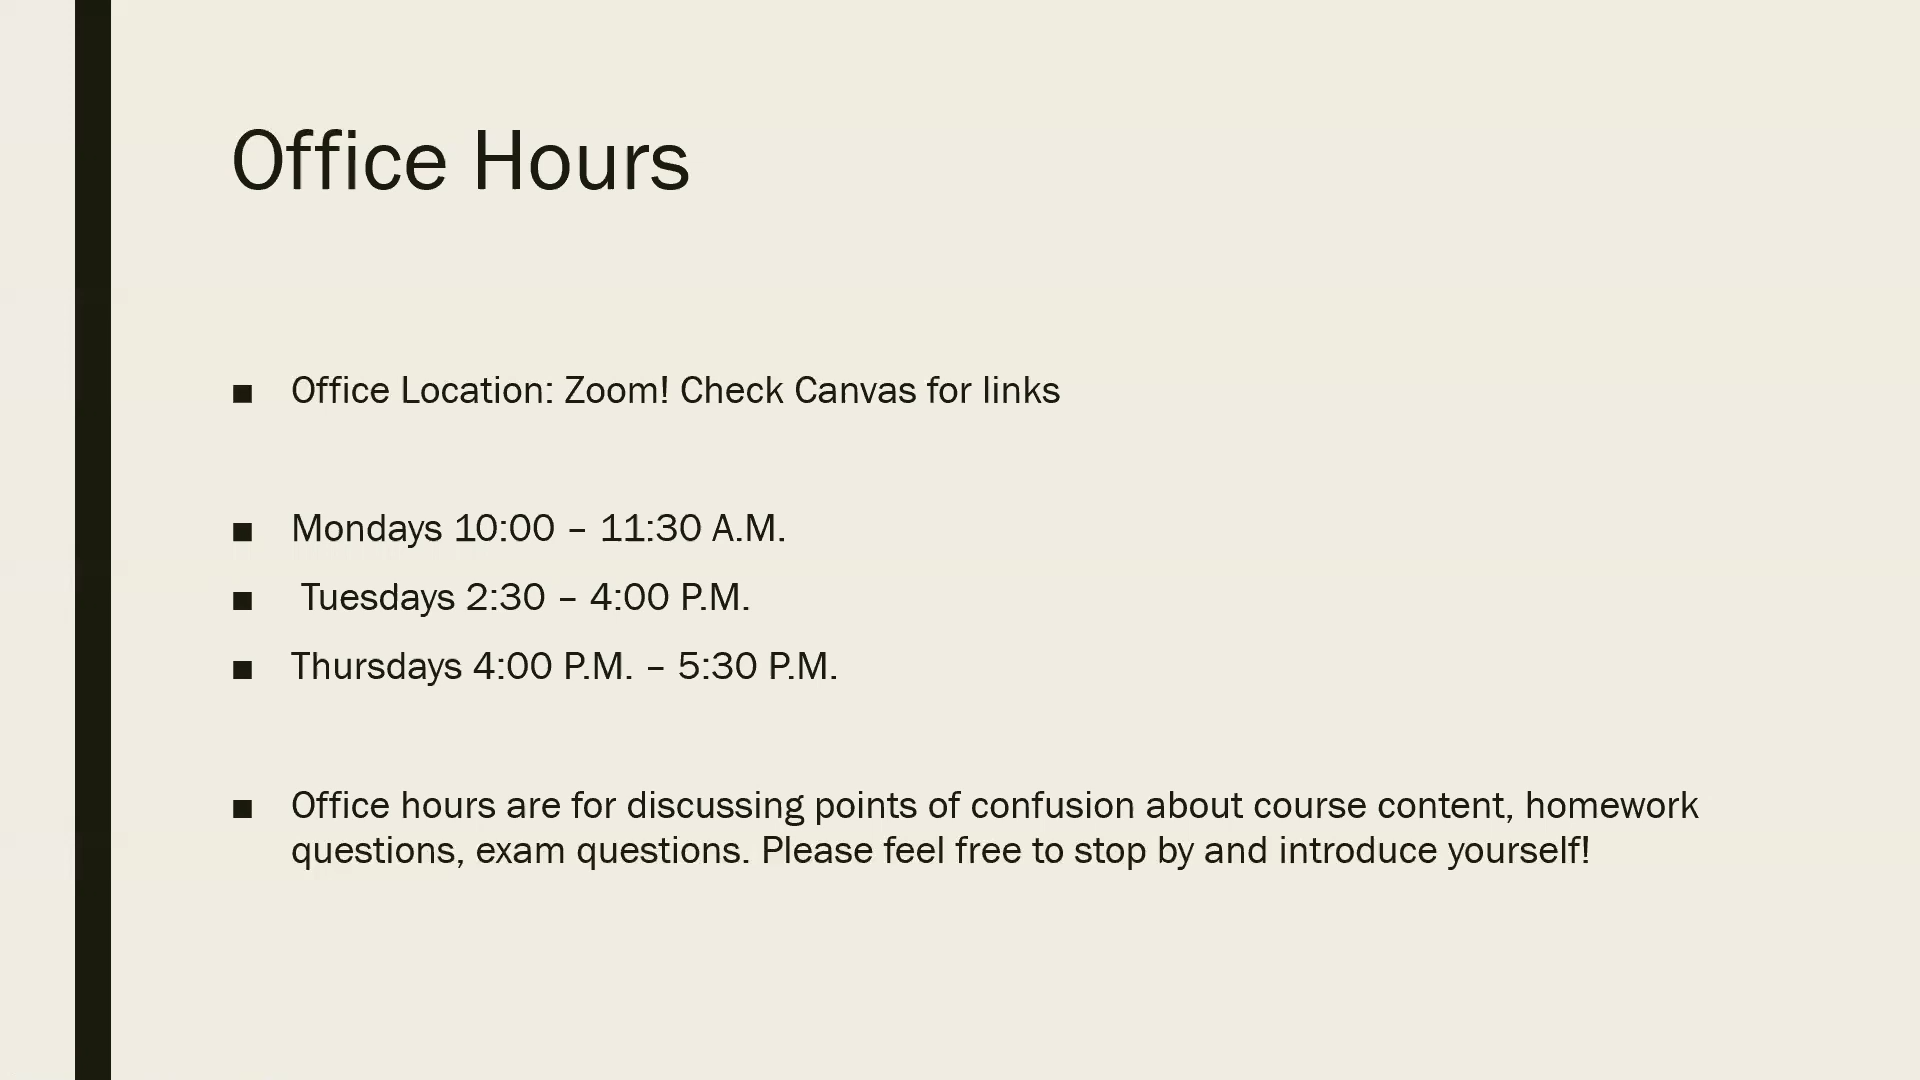 Office Hours
■ Office Location: Zoom! Check Canvas for links
■ Mondays 10:00 – 11:30 A.M.
■ Tuesdays 2:30 – 4:00 P.M.
■ Thursdays 4:00 P.M. – 5:30 P.M.
■ Office hours are for discussing points of confusion about course content, homework
questions, exam questions. Please feel free to stop by and introduce yourself!